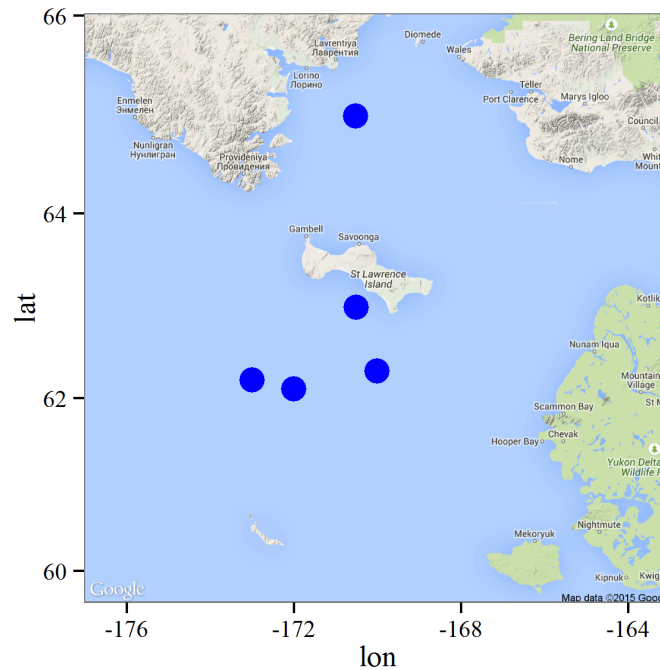 66
Diomede
Bering Land Bridge
National Preserve
Lavrentiya
Лаврентия
Wales
Lorino
Лорино
Teller
Port Clarence
Marys Igloo
Enmelen
Энмелен
Council
Nunligran
Нунлигран
Provideniya
Провидения
Nome
64
Gambell
Savoonga
St Lawrence
Island
Kotlik
lat
Nunam Iqua
Mountain
Village
62
Scammon Bay
St M
Chevak
Hooper Bay
Yukon Delta
Wildlife R
Nightmute
Mekoryuk
60
Kipnuk
Kwig
Google
Map data ©2015 Goo
-176
-172
-168
-164
lon